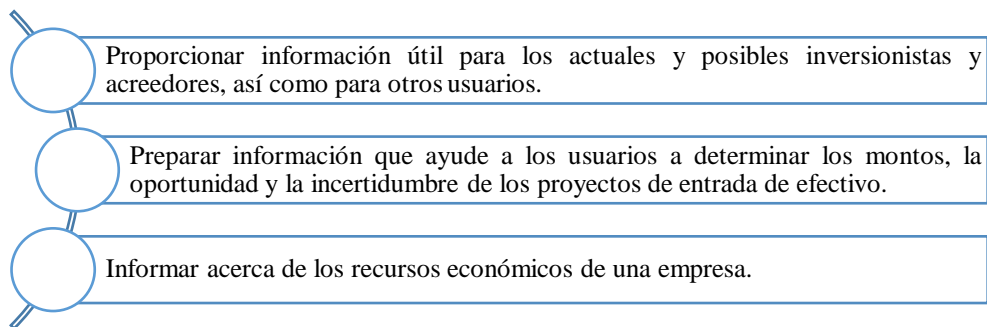 Proporcionar información útil para los actuales y posibles inversionistas y
acreedores, así como para otros usuarios.
Preparar información que ayude a los usuarios a determinar los montos, la
oportunidad y la incertidumbre de los proyectos de entrada de efectivo.
Informar acerca de los recursos económicos de una empresa.